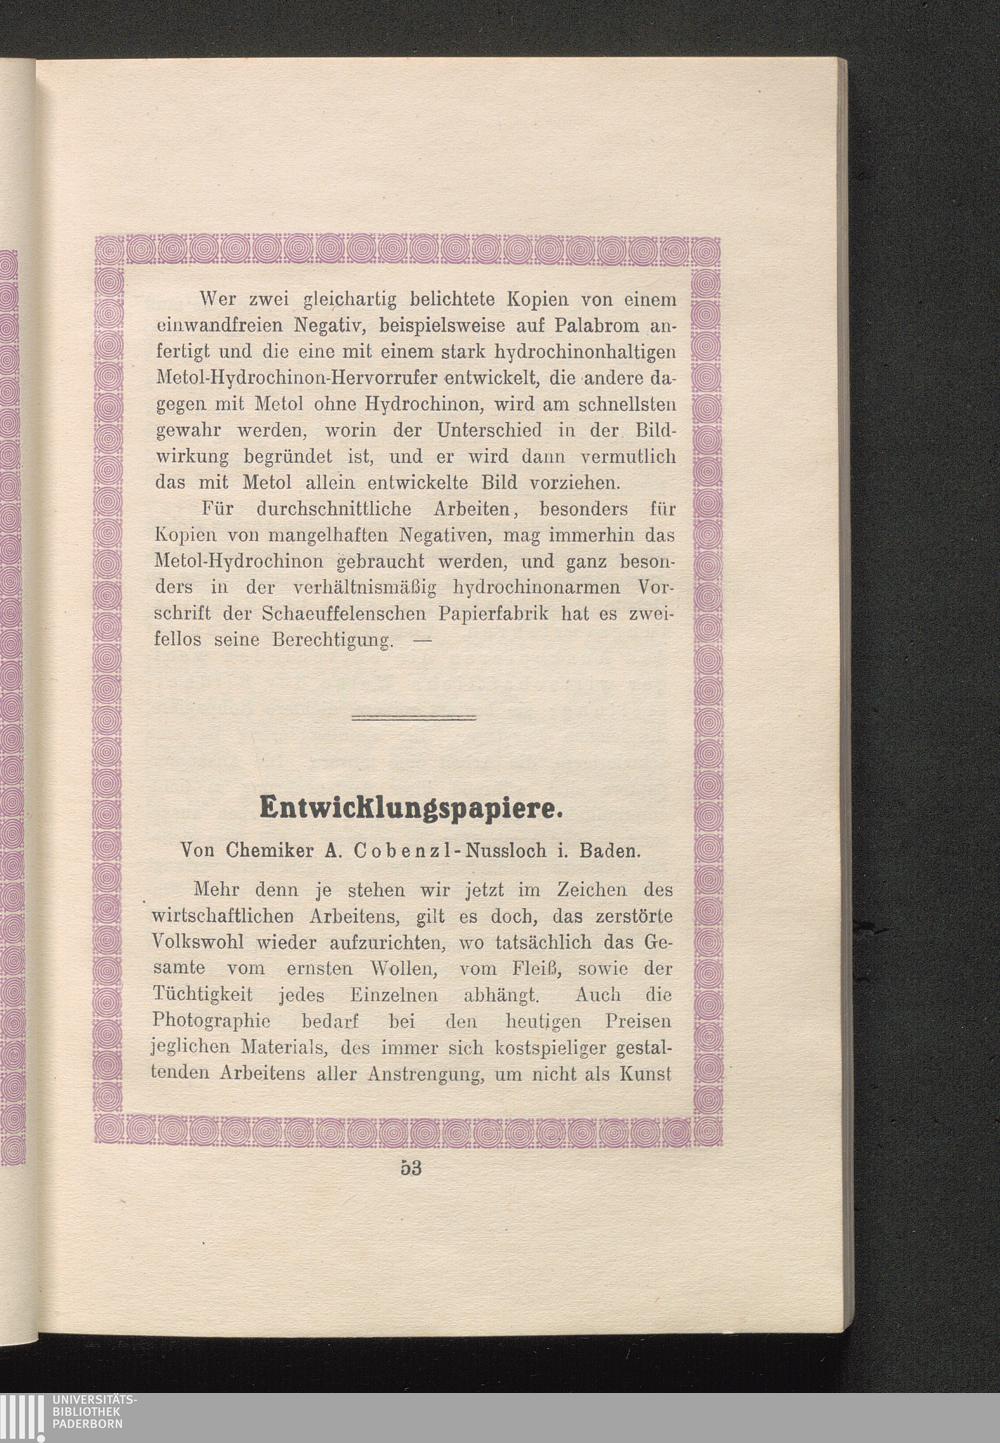 Wer zwei gleichartig belichtete Kopien von einem
einwandfreien Negativ, beispielsweise auf Palabrom an-
fertigt und die eine mit einem stark hydrochinonhaltigen
Metol-Hydrochinon-Hervorrufer entwickelt, die andere da-
gegen mit Metol ohne Hydrochinon, wird am schnellsten
gewahr werden, worin der Unterschied in der Bild-
wirkung begründet ist, und er wird dann vermutlich
das mit Metol allein entwickelte Bild vorziehen.
Für durchschnittliche Arbeiten, besonders für
Kopien von mangelhaften Negativen, mag immerhin das
Metol-Hydrochinon gebraucht werden, und ganz beson-
ders in der verhältnismäßig hydrochinonarmen Vor-
schrift der Schaeuffelenschen Papierfabrik hat es zwei-
fellos seine Berechtigung. —
Entwicklungspapiere.
Von Chemiker A. Cobenzl-Nussloch i. Baden.
Mehr denn je stehen wir jetzt im Zeichen des
wirtschaftlichen Arbeitens, gilt es doch, das zerstörte
Volkswohl wieder aufzurichten, wo tatsächlich das Ge-
samte vom ernsten Wollen, vom Fleiß, sowie der
Tüchtigkeit jedes Einzelnen abhängt. Auch die
Photographie bedarf bei den heutigen Preisen
jeglichen Materials, des immer sich kostspieliger gestal-
tenden Arbeitens aller Anstrengung, um nicht als Kunst
53
UNIVERSITÄTS-
BIBLIOTHEK
PADERBORN